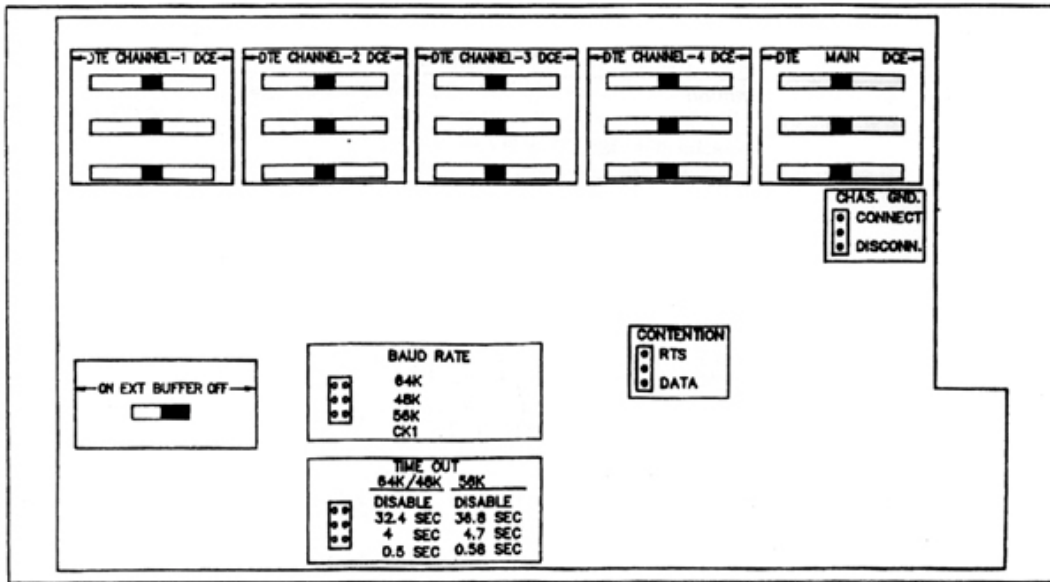 DTE CHANNEL-1 DCE
DTE CHANNEL-2 DCE
DTE CHANNEL-3 DCE
DTE CHANNEL-4 DCE
DTE MAIN DCE
CHAS. GND.
CONNECT
DISCONN.
CONTENTION
RTS
DATA
ON EXT BUFFER OFF
BAUD RATE
64K
48K
56K
CK1
TIME OUT
64K/48K 56K
DISABLE DISABLE
32.4 SEC 36.8 SEC
4 SEC 4.7 SEC
0.5 SEC 0.58 SEC